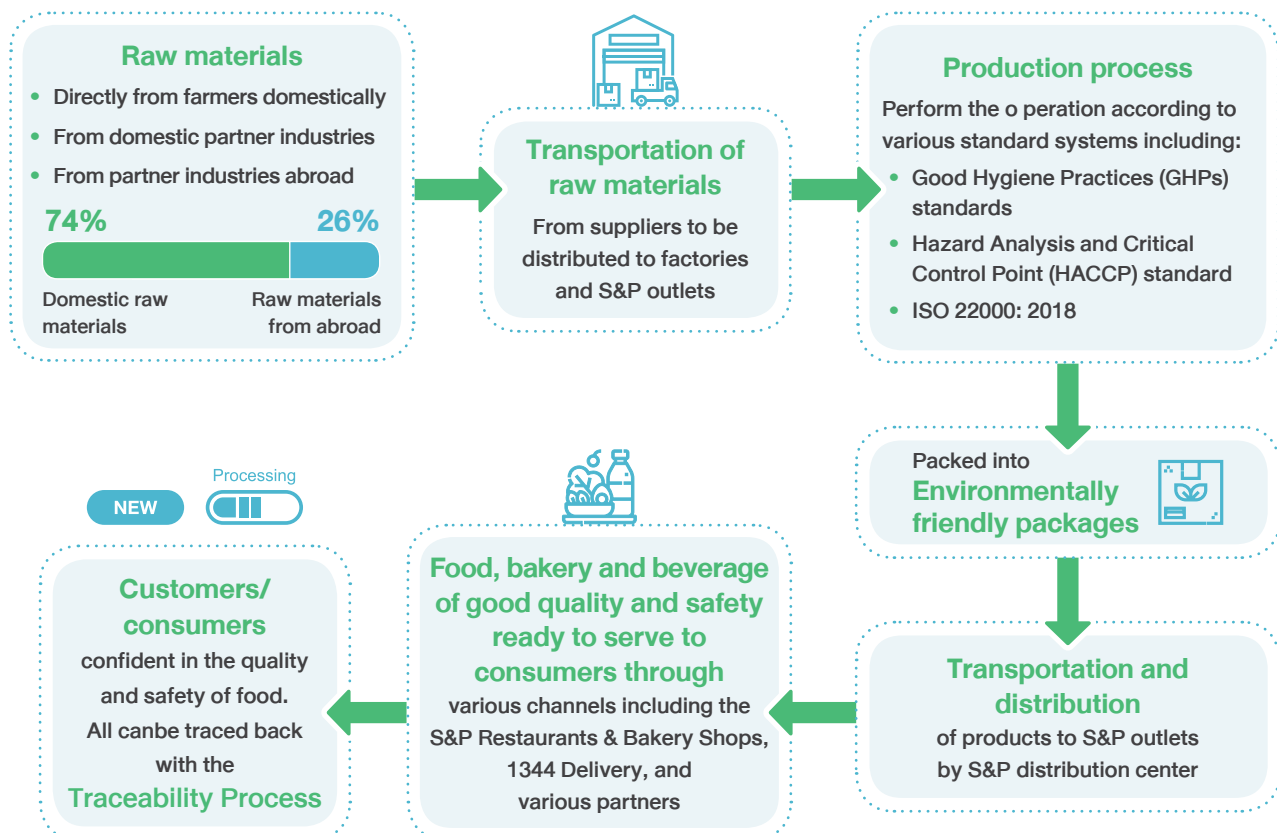 Raw materials
• Directly from farmers domestically
• From domestic partner industries
• From partner industries abroad
74%
26%
Domestic raw
materials
Raw materials
from abroad
Transportation of
raw materials
From suppliers to be
distributed to factories
and S&P outlets
Production process
Perform the o peration according to
various standard systems including:
• Good Hygiene Practices (GHPs)
standards
• Hazard Analysis and Critical
Control Point (HACCP) standard
• ISO 22000: 2018
Packed into
Environmentally
friendly packages
Transportation and
distribution
of products to S&P outlets
by S&P distribution center
Food, bakery and beverage
of good quality and safety
ready to serve to
consumers through
various channels including the
S&P Restaurants & Bakery Shops,
1344 Delivery, and
various partners
NEW
Processing
Customers/
consumers
confident in the quality
and safety of food.
All canbe traced back
with the
Traceability Process